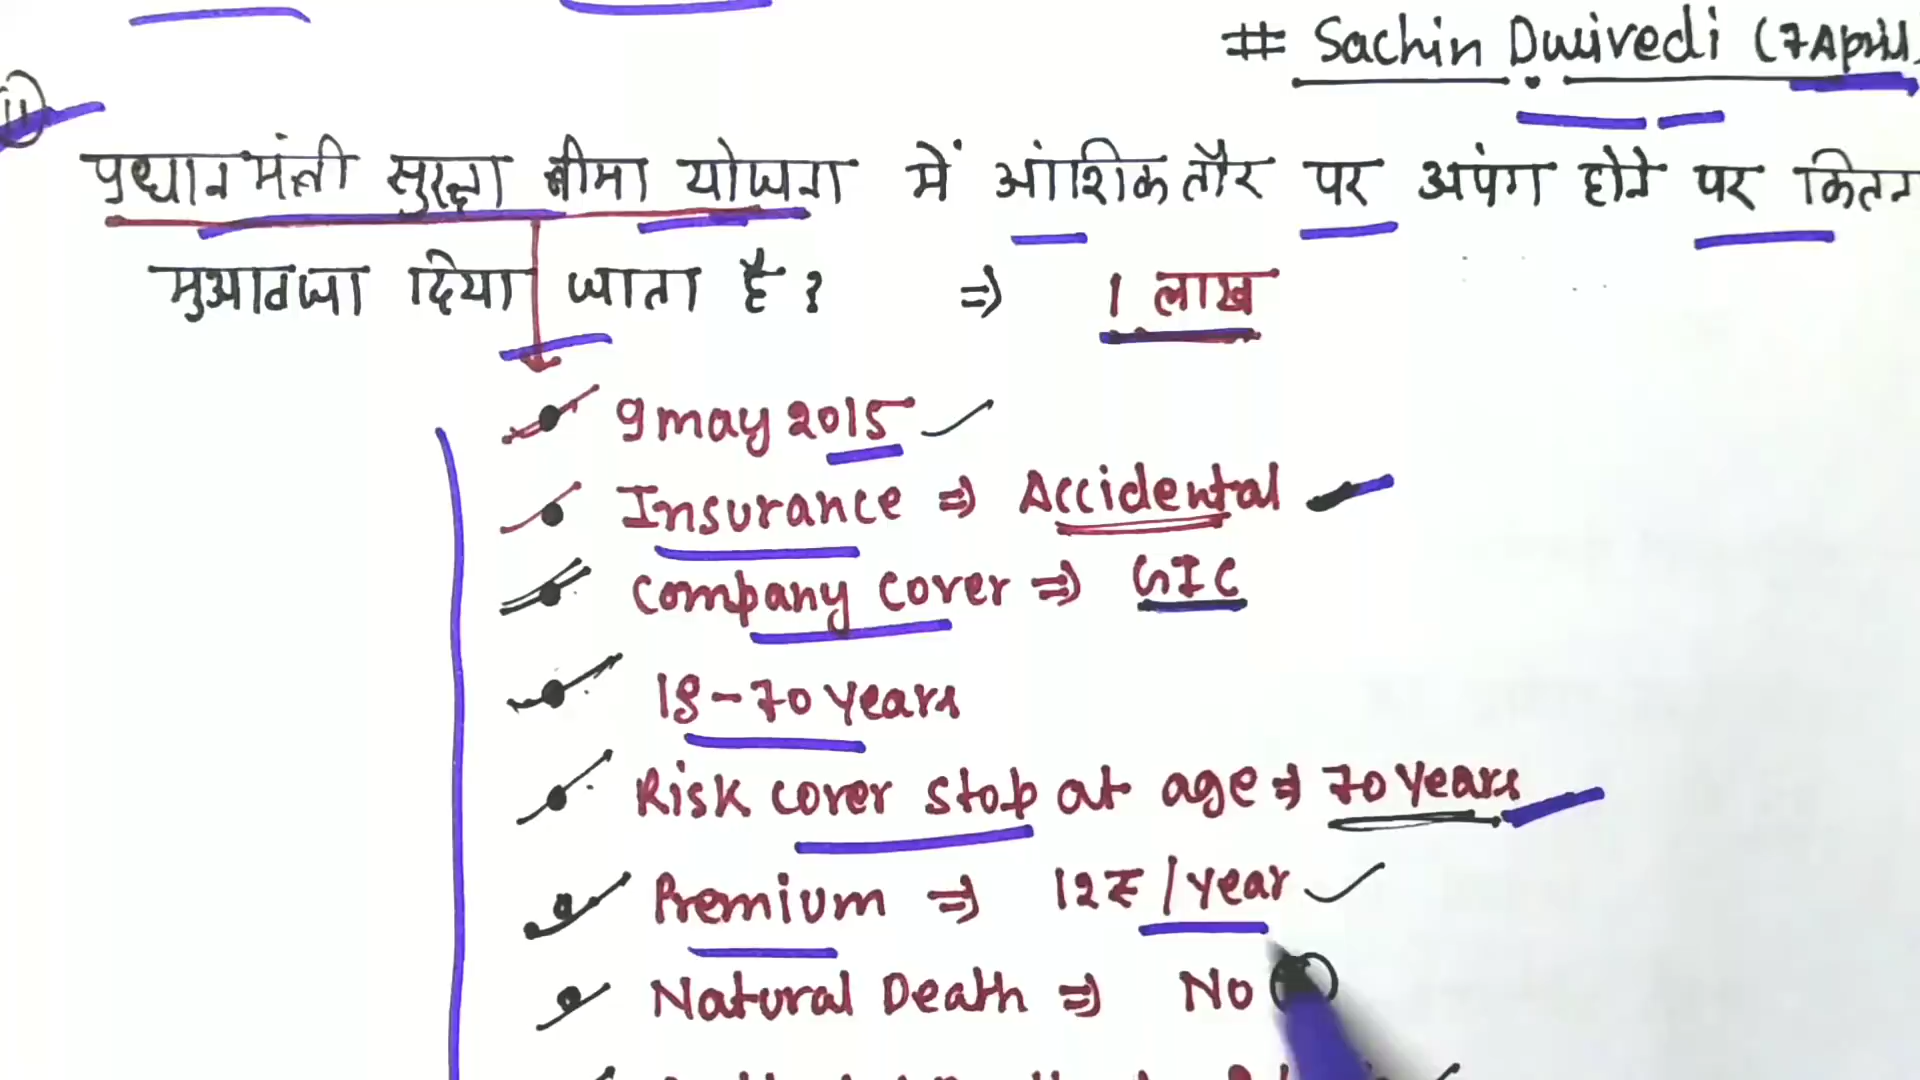 # Sachin Dwivedi (7April
11
प्रधानमंत्री सुरक्षा बीमा योजना में आंशिक तौर पर अपंग होने पर कितन
मुआवजा दिया जाता है? ⇒ 1 लाख
9 may 2015
Insurance ⇒ Accidental
Company cover ⇒ GIC
18-70 years
Risk cover stop at age ⇒ 70 years
Premium ⇒ 12₹/year
Natural Death ⇒ No